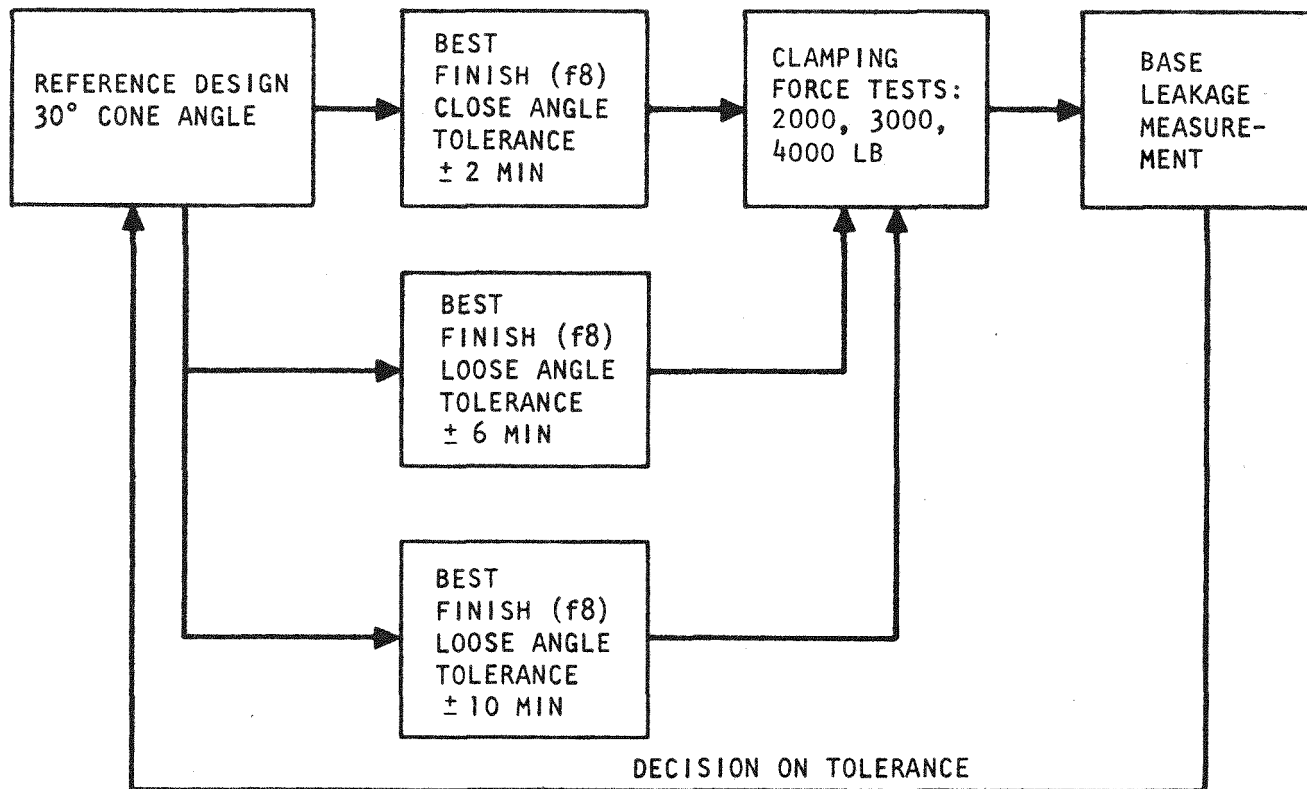 REFERENCE DESIGN
30° CONE ANGLE
BEST
FINISH (f8)
CLOSE ANGLE
TOLERANCE
± 2 MIN
CLAMPING
FORCE TESTS:
2000, 3000,
4000 LB
BASE
LEAKAGE
MEASURE-
MENT
BEST
FINISH (f8)
LOOSE ANGLE
TOLERANCE
± 6 MIN
BEST
FINISH (f8)
LOOSE ANGLE
TOLERANCE
± 10 MIN
DECISION ON TOLERANCE